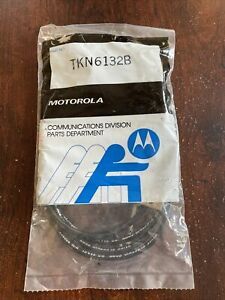 TKN6132B
MOTOROLA
COMMUNICATIONS DIVISION
PARTS DEPARTMENT